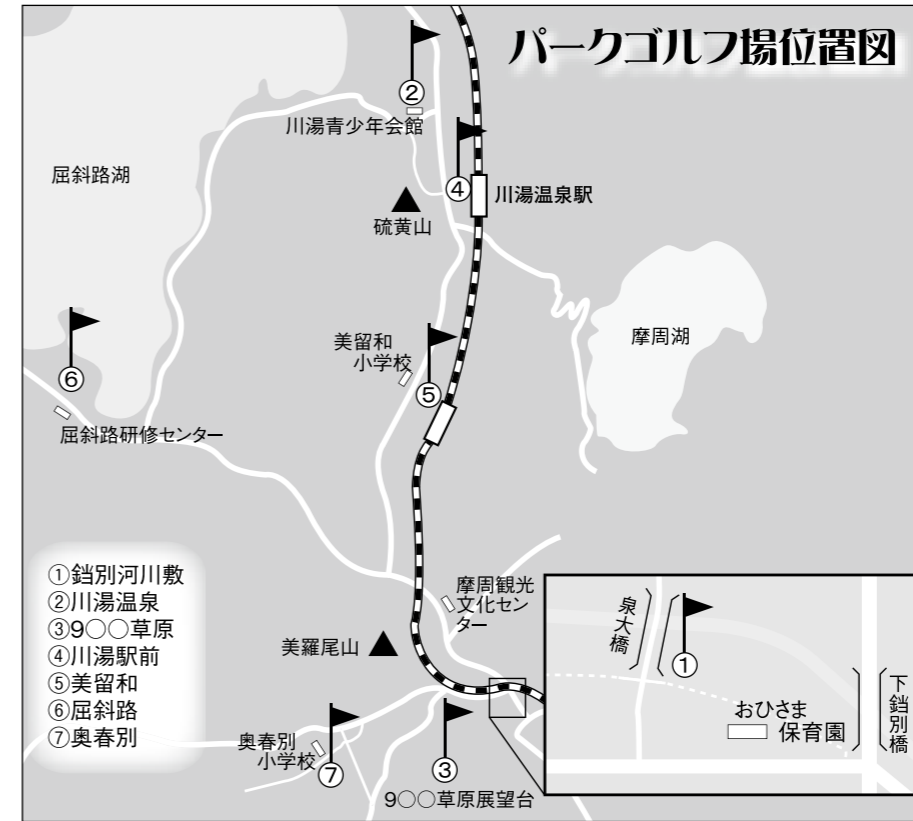 パークゴルフ場位置図
②
川湯青少年会館
屈斜路湖
④
川湯温泉駅
硫黄山
摩周湖
美留和
小学校
⑤
⑥
屈斜路研修センター
①鐺別河川敷
②川湯温泉
③9○○草原
④川湯駅前
⑤美留和
⑥屈斜路
⑦奥春別
摩周観光
文化セン
ター
美羅尾山
泉大橋
①
下鐺別橋
おひさま
保育園
奥春別
小学校
⑦
③
9○○草原展望台